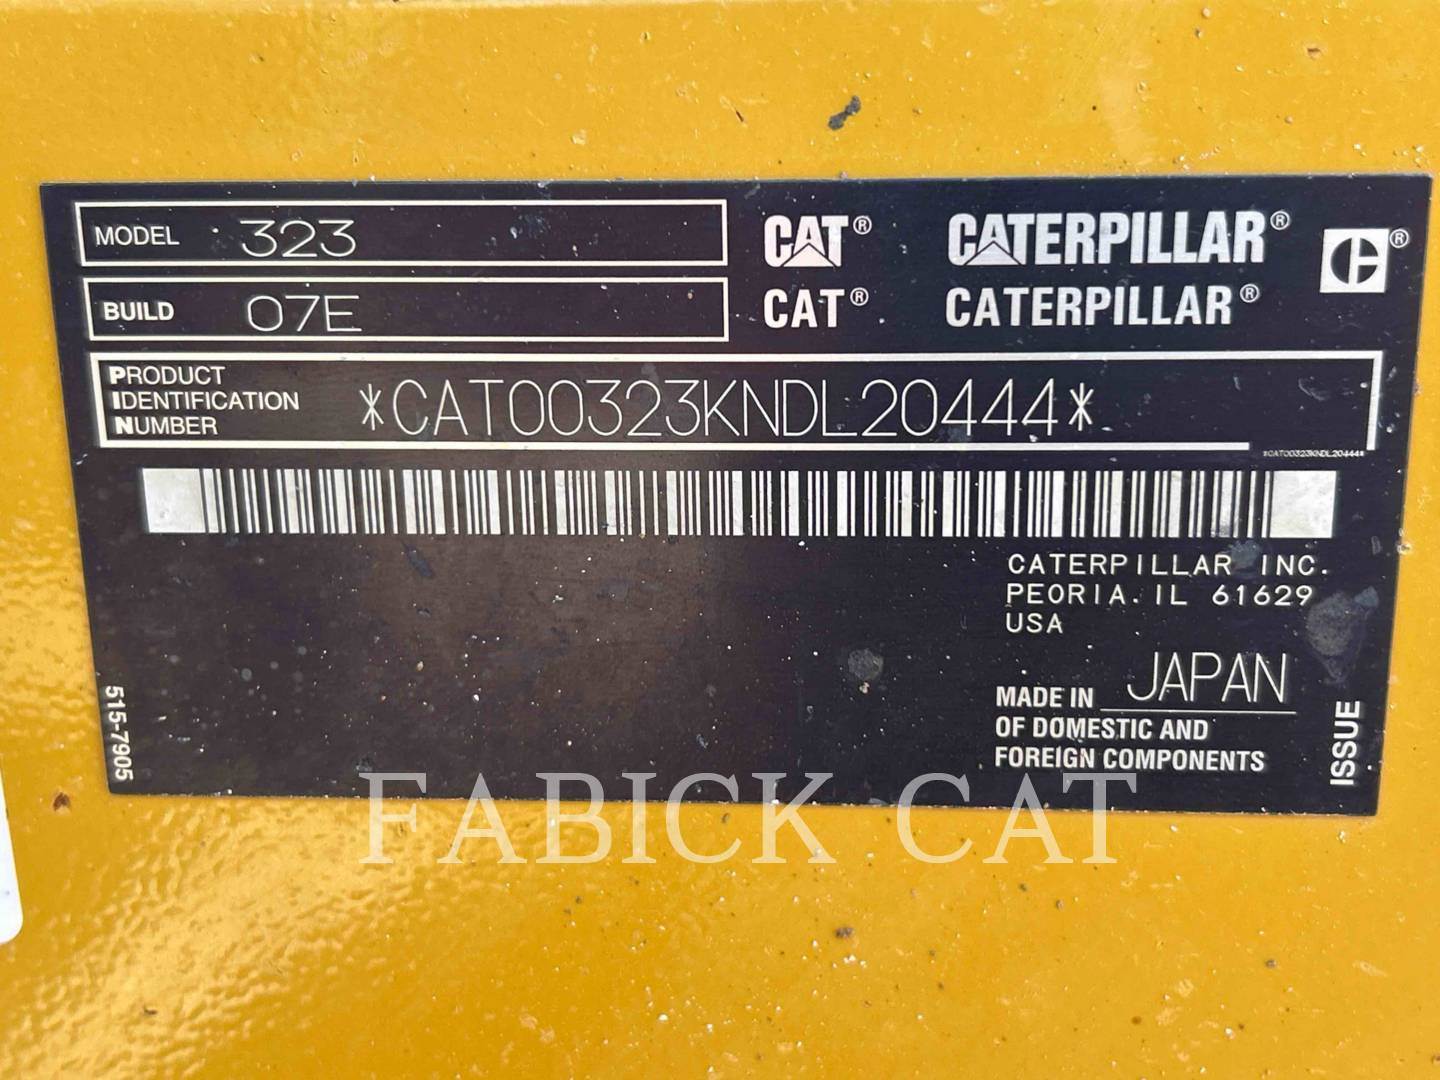 MODEL 323
BUILD 07E
CAT® CATERPILLAR®
CAT® CATERPILLAR®
C®
PRODUCT
IDENTIFICATION
NUMBER
*CAT00323KNDL20444*
*CAT00323KNDL20444*
CATERPILLAR INC.
PEORIA. IL 61629
USA
MADE IN JAPAN
OF DOMESTIC AND
FOREIGN COMPONENTS
515-7905
ISSUE
FABICK CAT